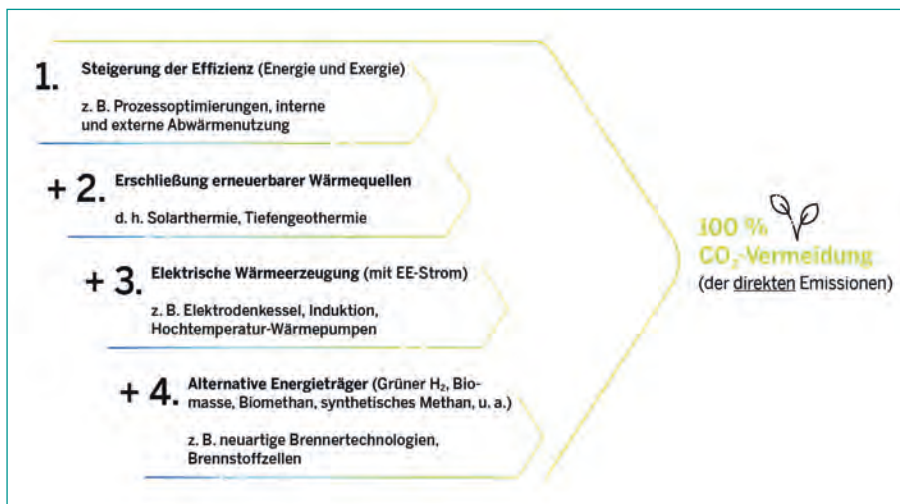 1. Steigerung der Effizienz (Energie und Exergie)
z. B. Prozessoptimierungen, interne
und externe Abwärmenutzung
+ 2. Erschließung erneuerbarer Wärmequellen
d. h. Solarthermie, Tiefengeothermie
+ 3. Elektrische Wärmeerzeugung (mit EE-Strom)
z. B. Elektrodenkessel, Induktion,
Hochtemperatur-Wärmepumpen
+ 4. Alternative Energieträger (Grüner H₂, Bio-
masse, Biomethan, synthetisches Methan, u. a.)
z. B. neuartige Brennertechnologien,
Brennstoffzellen
100 %
CO₂-Vermeidung
(der direkten Emissionen)